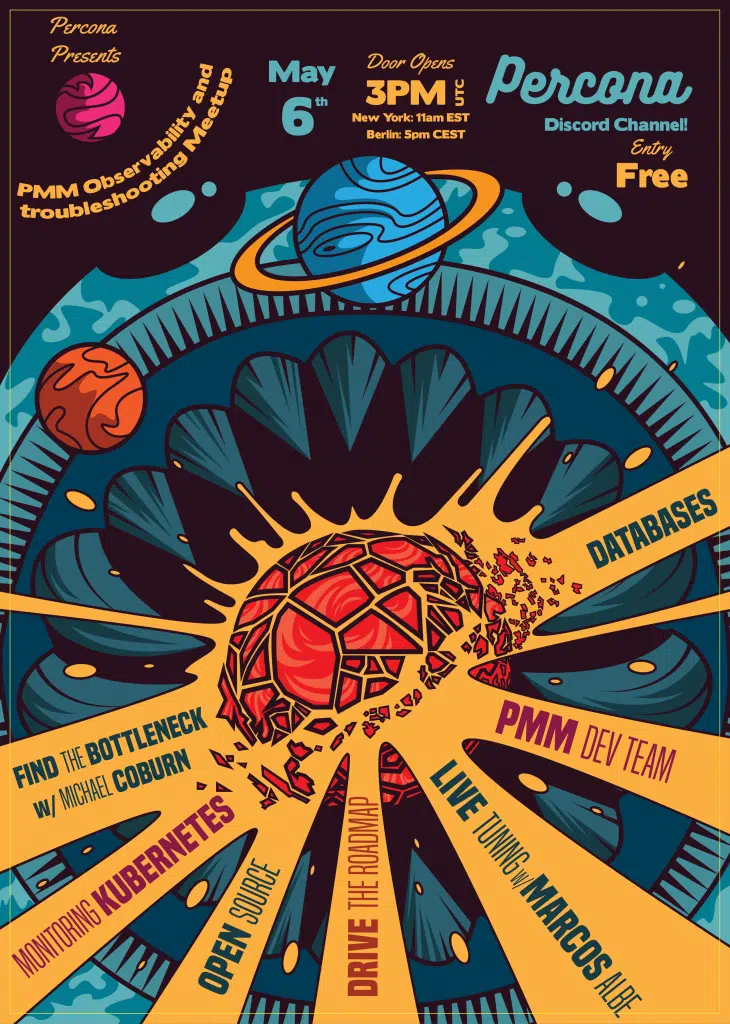 Percona
Presents
PMM Observability and
troubleshooting Meetup
May
6th
Door Opens
3PM UTC
New York: 11am EST
Berlin: 5pm CEST
Percona
Discord Channel!
Entry
Free
DATABASES
PMM DEV TEAM
FIND THE BOTTLENECK
W/ MICHAEL COBURN
MONITORING KUBERNETES
OPEN SOURCE
DRIVE THE ROADMAP
LIVE TUNING W/ MARCOS ALBE